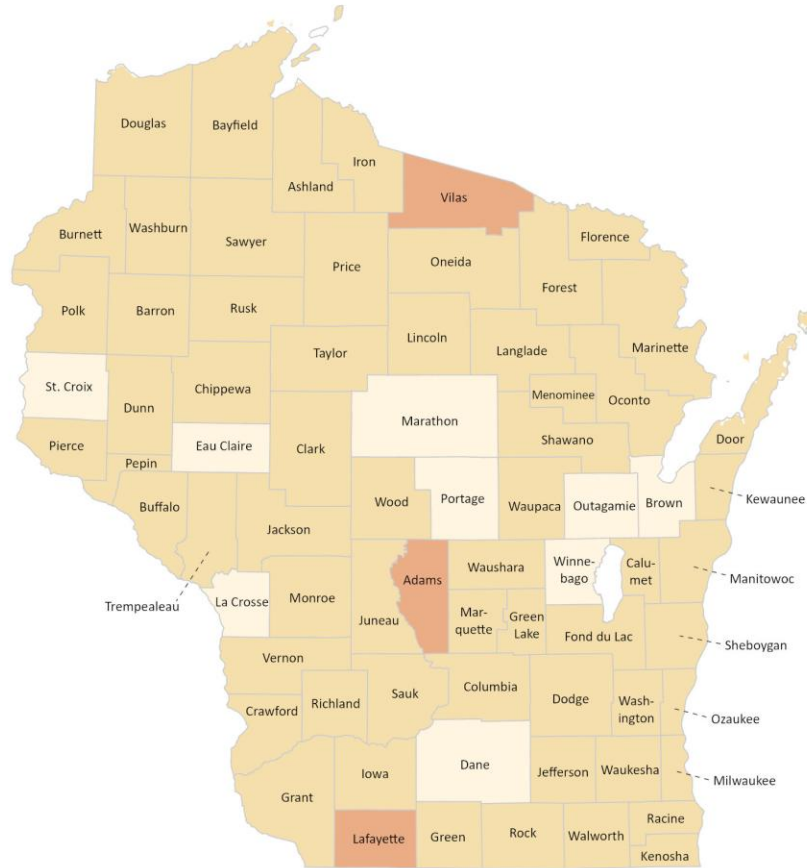 Douglas
Bayfield
Iron
Ashland
Vilas
Burnett
Washburn
Sawyer
Price
Oneida
Florence
Forest
Polk
Barron
Rusk
Lincoln
Langlade
Marinette
Taylor
St. Croix
Chippewa
Dunn
Menominee
Oconto
Marathon
Eau Claire
Clark
Shawano
Pierce
Door
Pepin
Buffalo
Wood
Portage
Waupaca
Outagamie
Brown
Kewaunee
Jackson
Trempealeau
La Crosse
Monroe
Juneau
Adams
Waushara
Winne-
bago
Calu-
met
Manitowoc
Mar-
quette
Green
Lake
Fond du Lac
Sheboygan
Vernon
Crawford
Richland
Sauk
Columbia
Dodge
Wash-
ington
Ozaukee
Dane
Iowa
Grant
Jefferson
Waukesha
Milwaukee
Lafayette
Green
Rock
Walworth
Racine
Kenosha